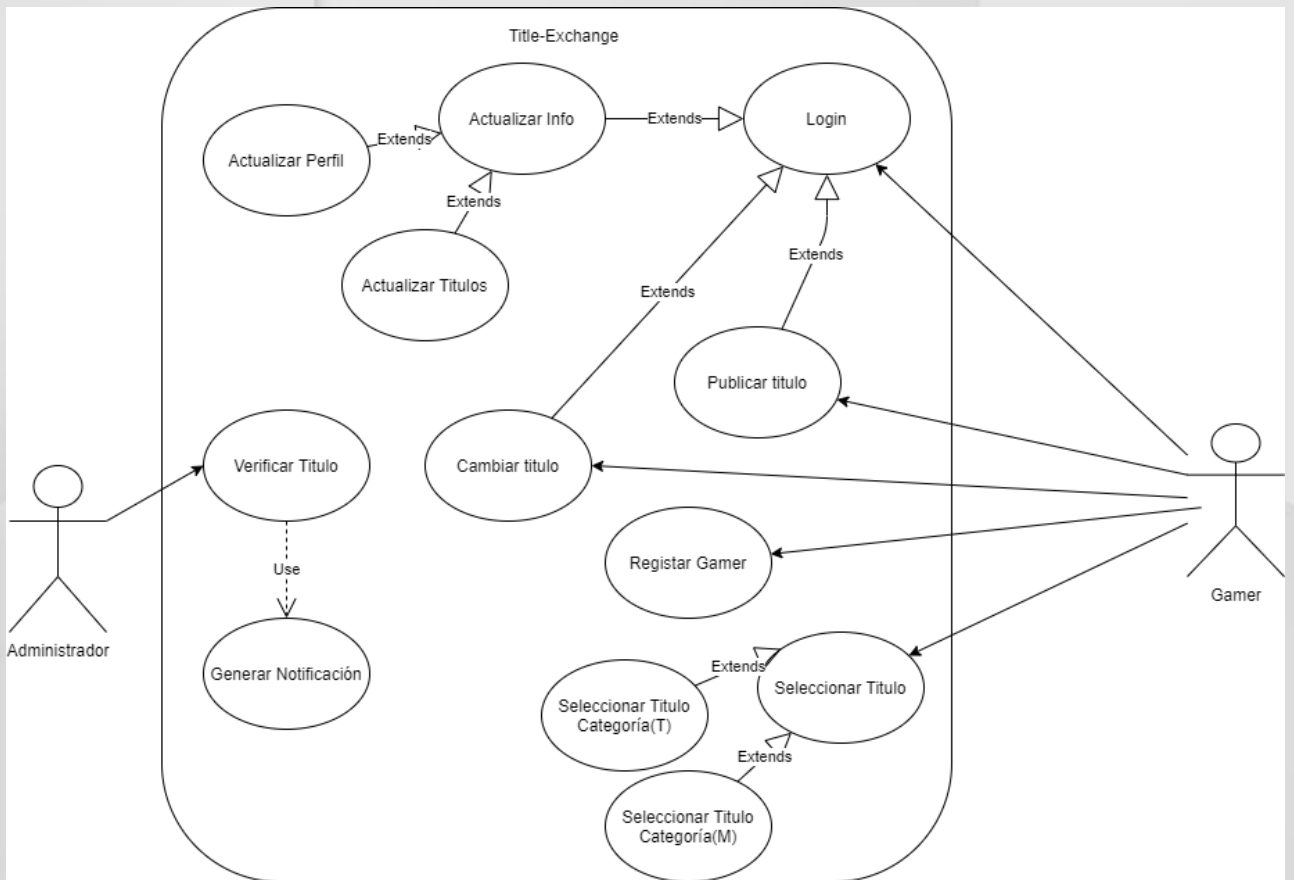 Title-Exchange
Actualizar Info
Extends
Login
Extends
Actualizar Perfil
Extends
Actualizar Titulos
Extends
Extends
Publicar titulo
Verificar Titulo
Cambiar titulo
Use
Registar Gamer
Gamer
Administrador
Generar Notificación
Extends
Seleccionar Titulo
Seleccionar Titulo
Categoría(T)
Extends
Seleccionar Titulo
Categoría(M)